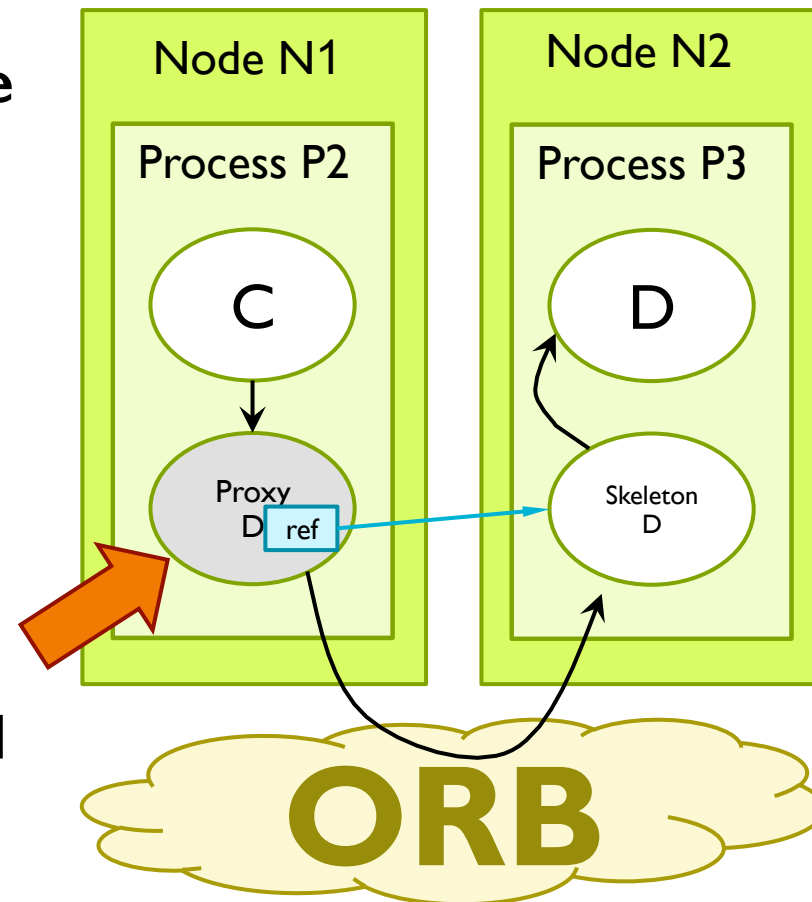 e
Node N1
Node N2
Process P2
Process P3
C
D
Proxy
D
ref
Skeleton
D
ORB